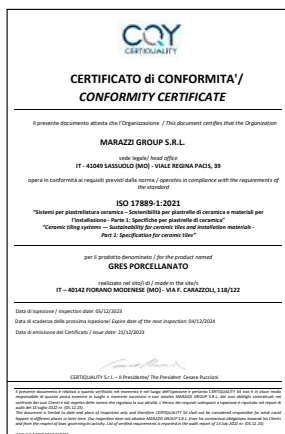 CQY
CERTIQUALITY
CERTIFICATO di CONFORMITA'/
CONFORMITY CERTIFICATE
Il presente documento attesta che l'Organizzazione / This document certifies that the Organization
MARAZZI GROUP S.R.L.
sede legale/ head office
IT - 41049 SASSUOLO (MO) - VIALE REGINA PACIS, 39
opera in conformità ai requisiti previsti dalla norma / operates in compliance with the requirements of
the standard
ISO 17889-1:2021
"Sistemi per piastrellatura ceramica – Sostenibilità per piastrelle di ceramica e materiali per
l'installazione - Parte 1: Specifiche per piastrelle di ceramica"
"Ceramic tiling systems — Sustainability for ceramic tiles and installation materials -
Part 1: Specification for ceramic tiles"
per il prodotto denominato / for the product named
GRES PORCELLANATO
realizzato nel sito/i di / made in the site/s
IT – 40142 FIORANO MODENESE (MO) - VIA F. CARAZZOLI, 118/122
Data di Ispezione / Inspection date: 05/12/2023
Data di scadenza della prossima ispezione/ Expire date of the next inspection: 04/12/2024
Data di emissione del Certificato / Issue date: 21/12/2023
CERTIQUALITY S.r.l. – Il Presidente/ The President Cesare Puccioni